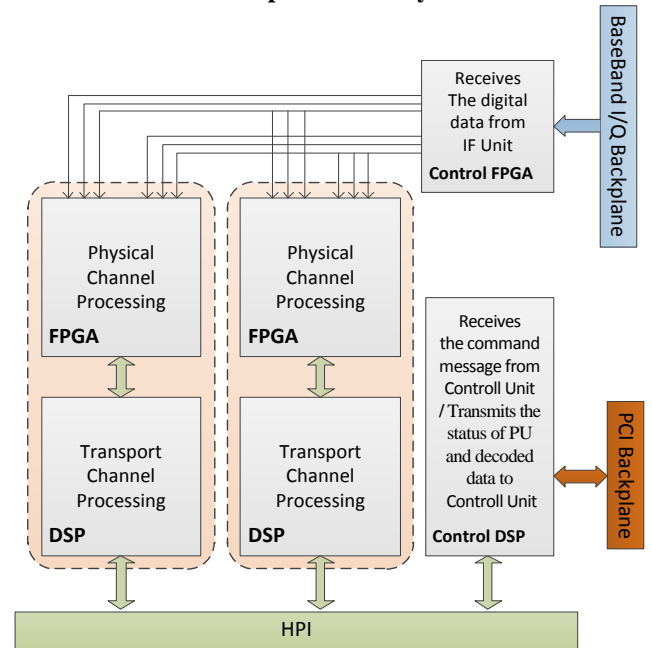 Receives
The digital
data from
IF Unit
Control FPGA
BaseBand I/Q Backplane
Physical
Channel
Processing
FPGA
Physical
Channel
Processing
FPGA
Receives
the command
message from
Controll Unit
/ Transmits the
status of PU
and decoded
data to
Controll Unit
Control DSP
PCI Backplane
Transport
Channel
Processing
DSP
Transport
Channel
Processing
DSP
HPI